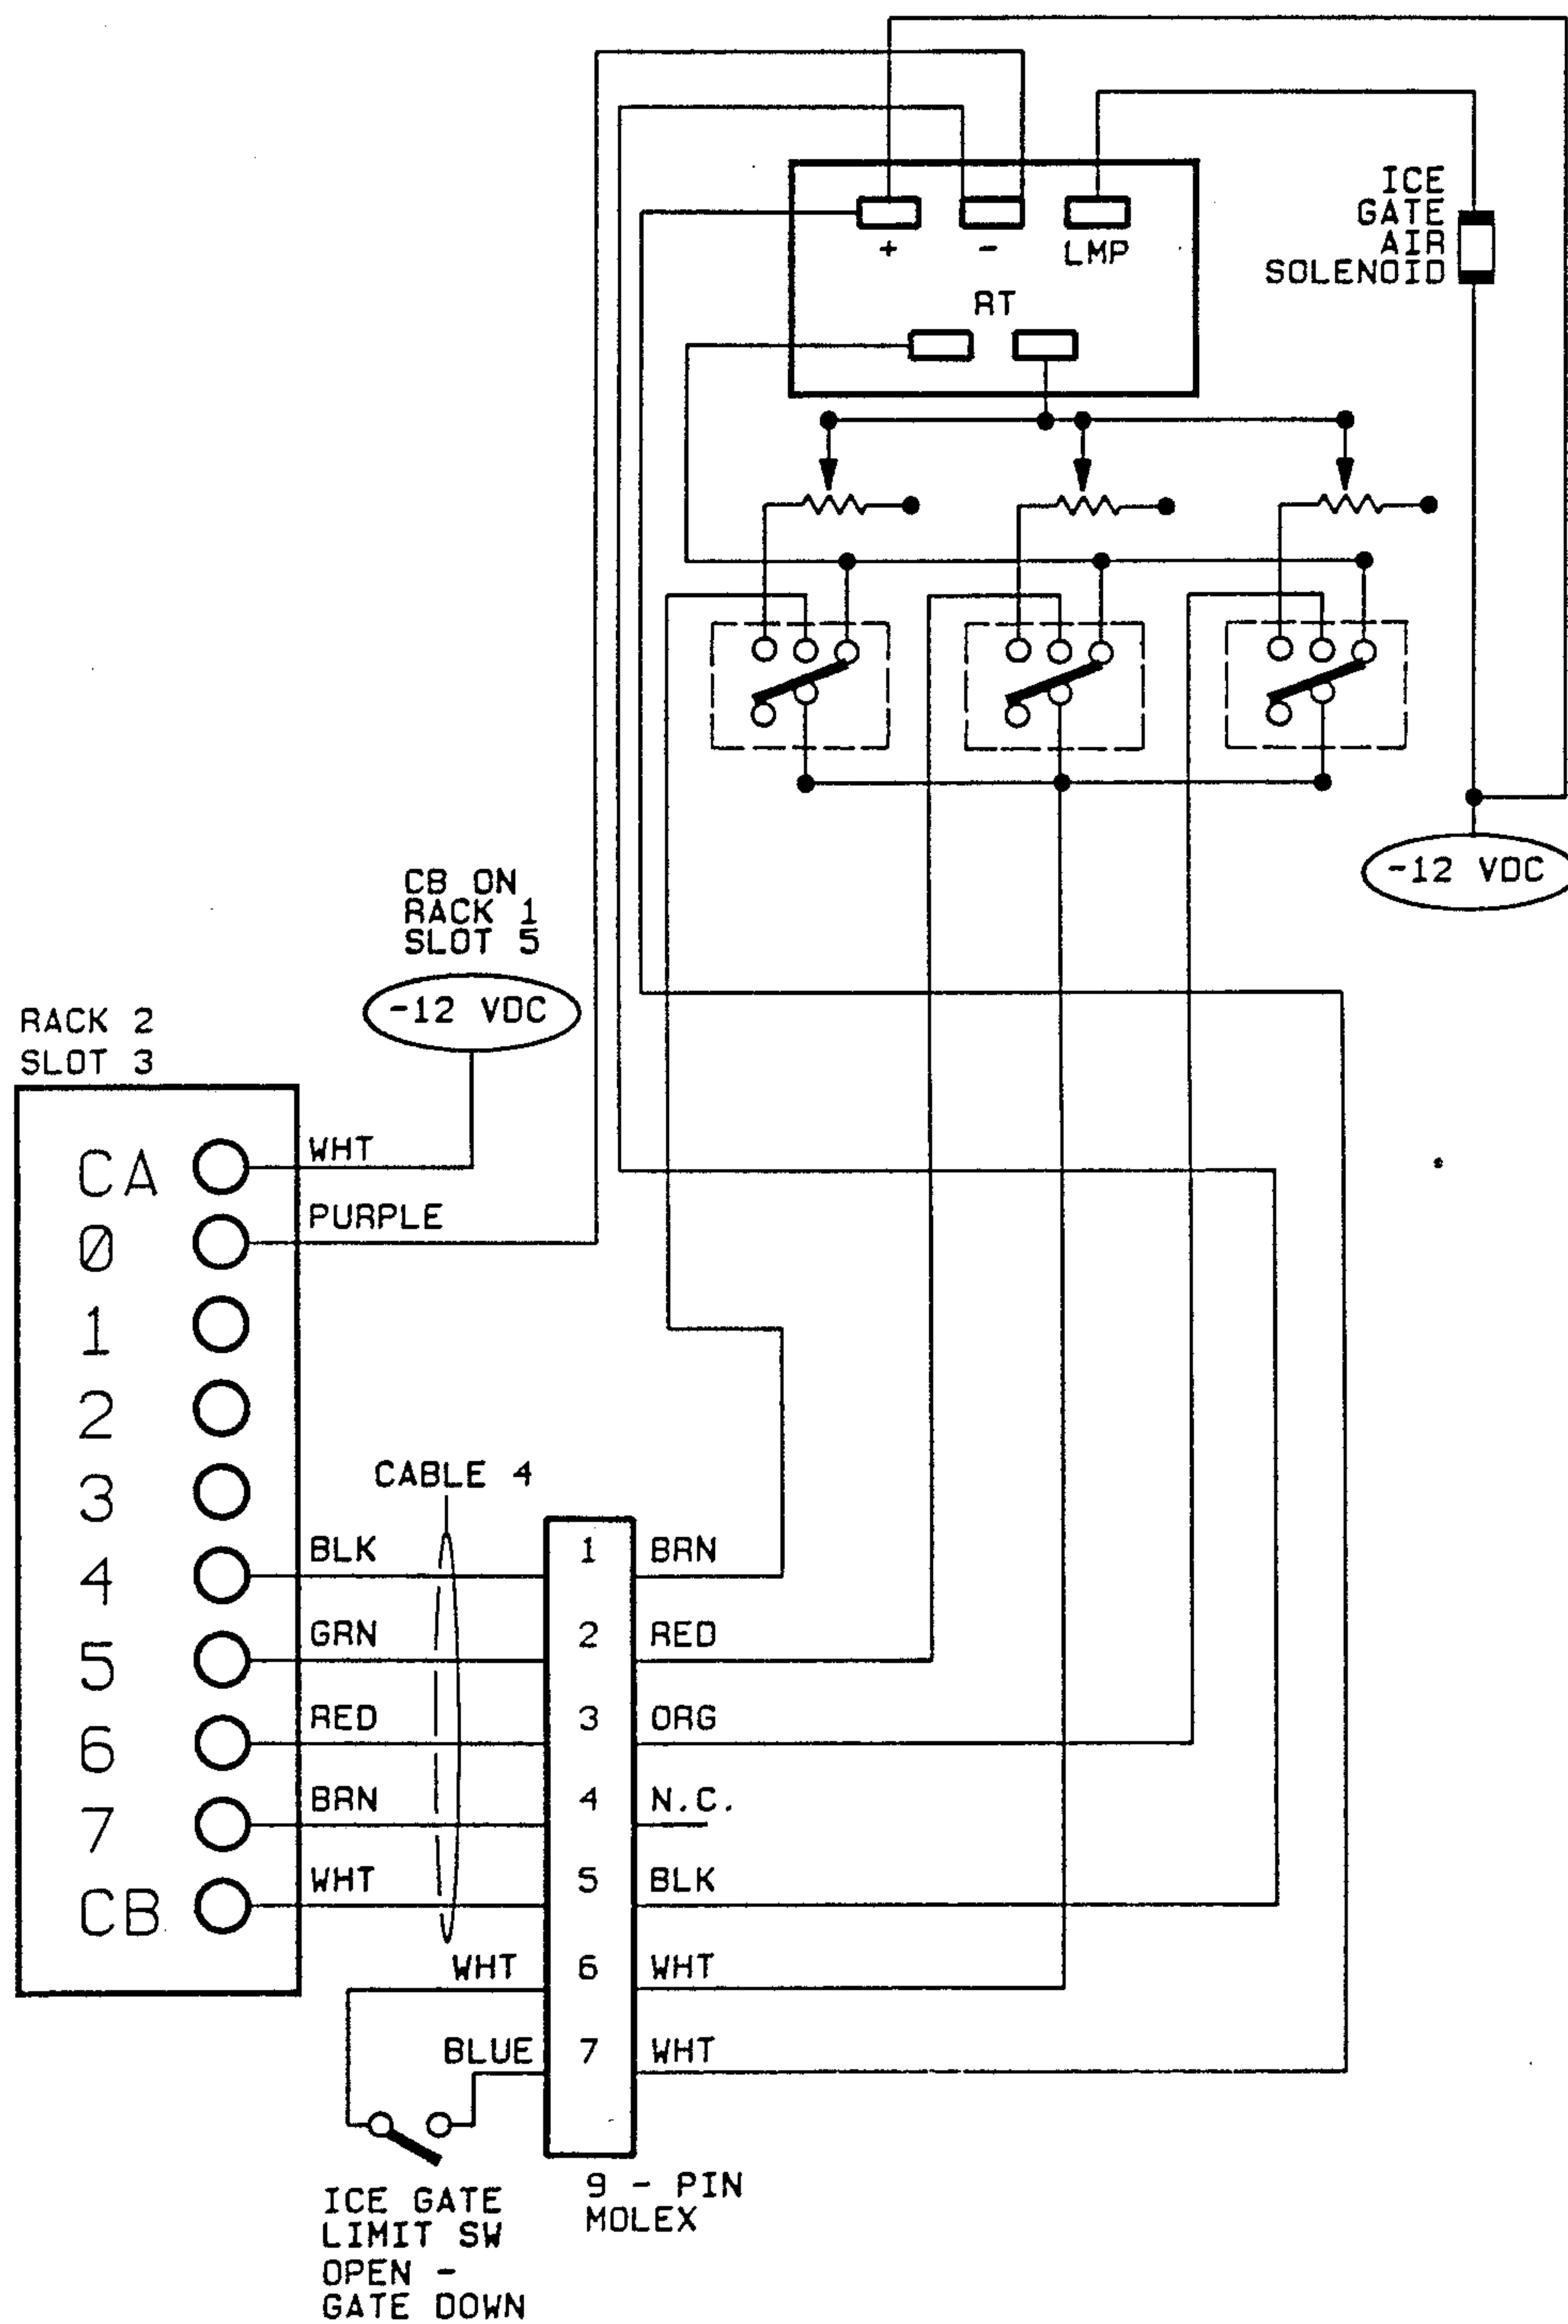 +
-
LMP
RT
ICE
GATE
AIR
SOLENOID
-12 VDC
CB ON
RACK 1
SLOT 5
-12 VDC
RACK 2
SLOT 3
CA
WHT
0
PURPLE
1
2
3
CABLE 4
4
BLK
1
BRN
5
GRN
2
RED
6
RED
3
ORG
7
BRN
4
N.C.
CB
WHT
5
BLK
WHT
6
WHT
BLUE
7
WHT
9 - PIN
MOLEX
ICE GATE
LIMIT SW
OPEN -
GATE DOWN